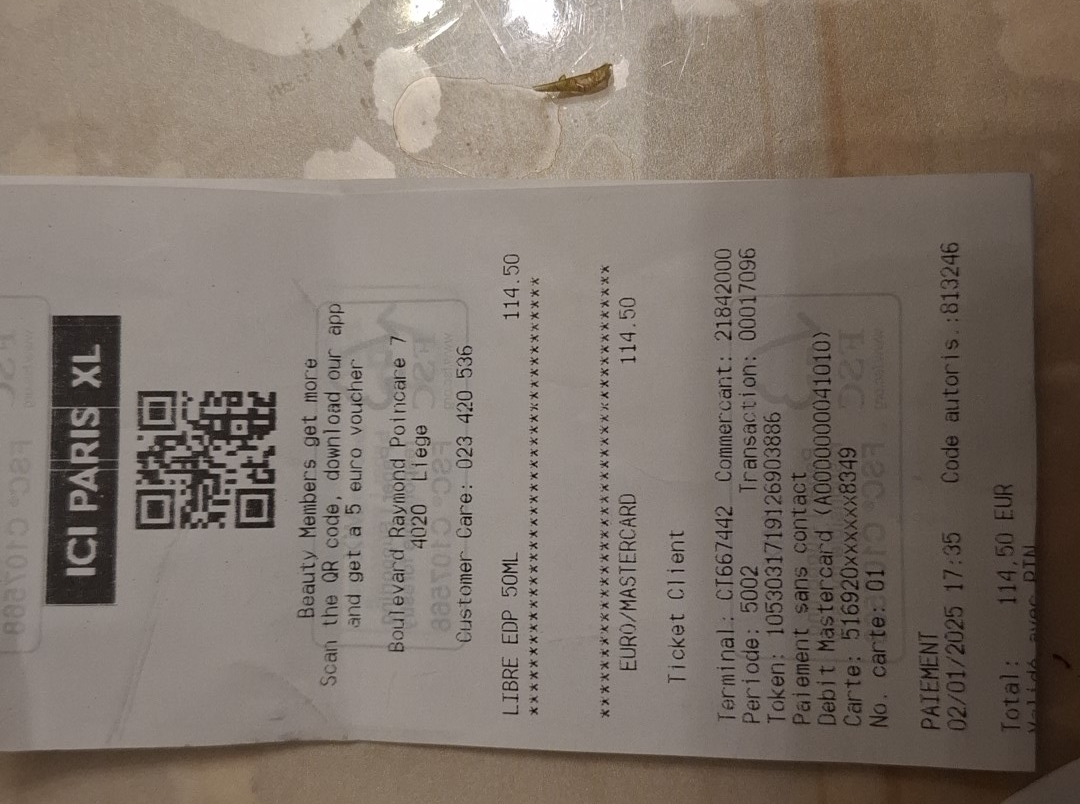 ICI PARIS XL
Beauty Members get more
Scan the QR code, download our app
and get a 5 euro voucher
Boulevard Raymond Poincare 7
4020 Liege
Customer Care: 023 420 536
LIBRE EDP 50ML 114.50
******************************************
******************************************
EURO/MASTERCARD 114.50
Ticket Client
Terminal: CT667442 Commercant: 21842000
Periode: 5002 Transaction: 00017096
Token: 1053031719126903886
Paiement sans contact
Debit Mastercard (A0000000041010)
Carte: 516920xxxxxx8349
No. carte: 01
PAIEMENT
02/01/2025 17:35 Code autoris.:813246
Total: 114,50 EUR
Validé avec PIN